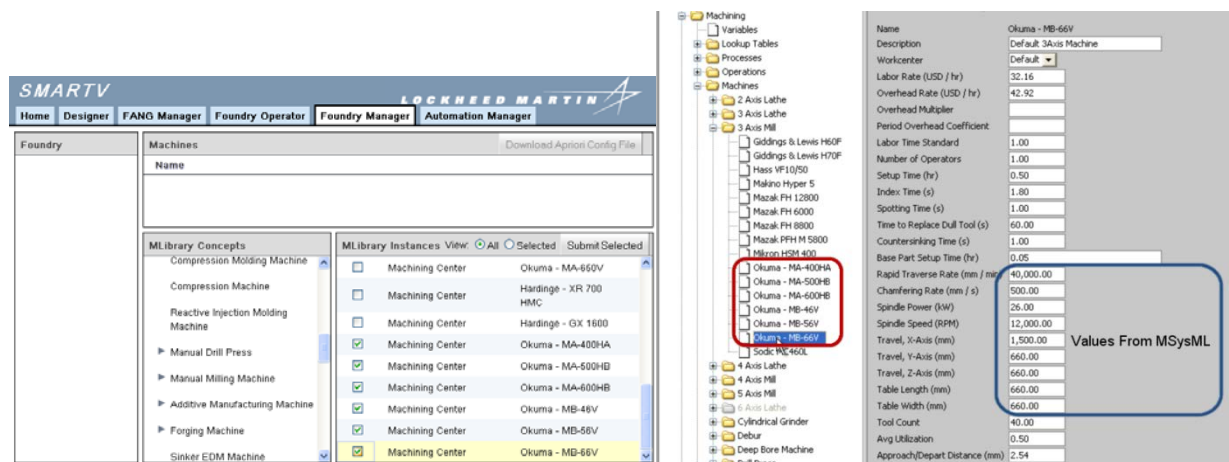 SMARTV
LOCKHEED MARTIN
Home Designer FANG Manager Foundry Operator Foundry Manager Automation Manager
Foundry
Machines
Download Apriori Config File
Name
MLibrary Concepts
Compression Molding Machine
Compression Machine
Reactive Injection Molding
Machine
Manual Drill Press
Manual Milling Machine
Additive Manufacturing Machine
Forging Machine
Sinker EDM Machine
MLibrary Instances View: All Selected Submit Selected
Machining Center Okuma - MA-650V
Machining Center Hardinge - XR 700
HMC
Machining Center Hardinge - GX 1600
Machining Center Okuma - MA-400HA
Machining Center Okuma - MA-500HB
Machining Center Okuma - MA-600HB
Machining Center Okuma - MB-46V
Machining Center Okuma - MB-56V
Machining Center Okuma - MB-66V
Machining
Variables
Lookup Tables
Processes
Operations
Machines
2 Axis Lathe
3 Axis Lathe
3 Axis Mill
Giddings & Lewis H60F
Giddings & Lewis H70F
Hass VF10/50
Makino Hyper 5
Mazak FH 12800
Mazak FH 6000
Mazak FH 8800
Mazak PFH M 5800
Mikron HSM 400
Okuma - MA-400HA
Okuma - MA-500HB
Okuma - MA-600HB
Okuma - MB-46V
Okuma - MB-56V
Okuma - MB-66V
4 Axis Lathe
4 Axis Mill
5 Axis Mill
6 Axis Lathe
Cylindrical Grinder
Debur
Deep Bore Machine
Name Okuma - MB-66V
Description Default 3Axis Machine
Workcenter Default
Labor Rate (USD / hr) 32.16
Overhead Rate (USD / hr) 42.92
Overhead Multiplier
Period Overhead Coefficient
Labor Time Standard 1.00
Number of Operators 1.00
Setup Time (hr) 0.50
Index Time (s) 1.80
Spotting Time (s) 1.00
Time to Replace Dull Tool (s) 60.00
Countersinking Time (s) 1.00
Base Part Setup Time (hr) 0.05
Rapid Traverse Rate (mm / min) 40,000.00
Chamfering Rate (mm / s) 500.00
Spindle Power (kW) 26.00
Spindle Speed (RPM) 12,000.00
Travel, X-Axis (mm) 1,500.00
Travel, Y-Axis (mm) 660.00
Travel, Z-Axis (mm) 660.00
Table Length (mm) 660.00
Table Width (mm) 660.00
Tool Count 40.00
Avg Utilization 0.50
Approach/Depart Distance (mm) 2.54
Values From MSysML